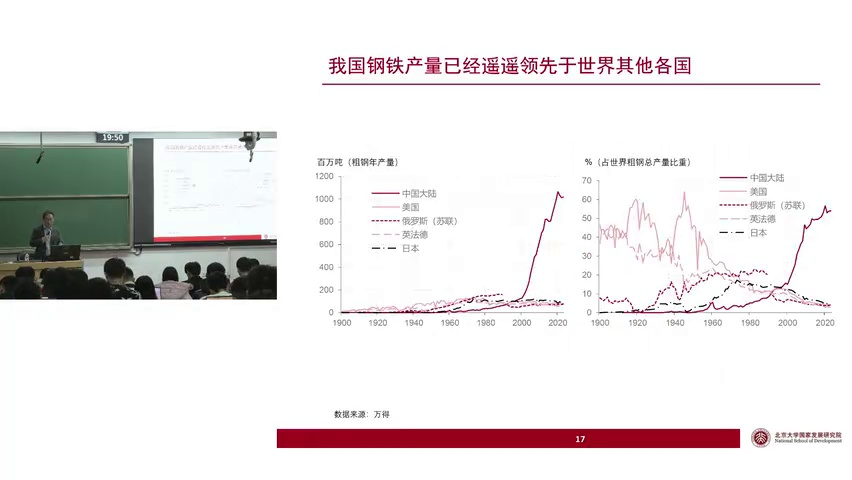 我国钢铁产量已经遥遥领先于世界其他各国
19:50
百万吨（粗钢年产量）
1200
1000
800
600
400
200
0
1900 1920 1940 1960 1980 2000 2020
中国大陆
美国
俄罗斯（苏联）
英法德
日本
%（占世界粗钢总产量比重）
70
60
50
40
30
20
10
0
1900 1920 1940 1960 1980 2000 2020
中国大陆
美国
俄罗斯（苏联）
英法德
日本
数据来源：万得
17
北京大学国家发展研究院
National School of Development